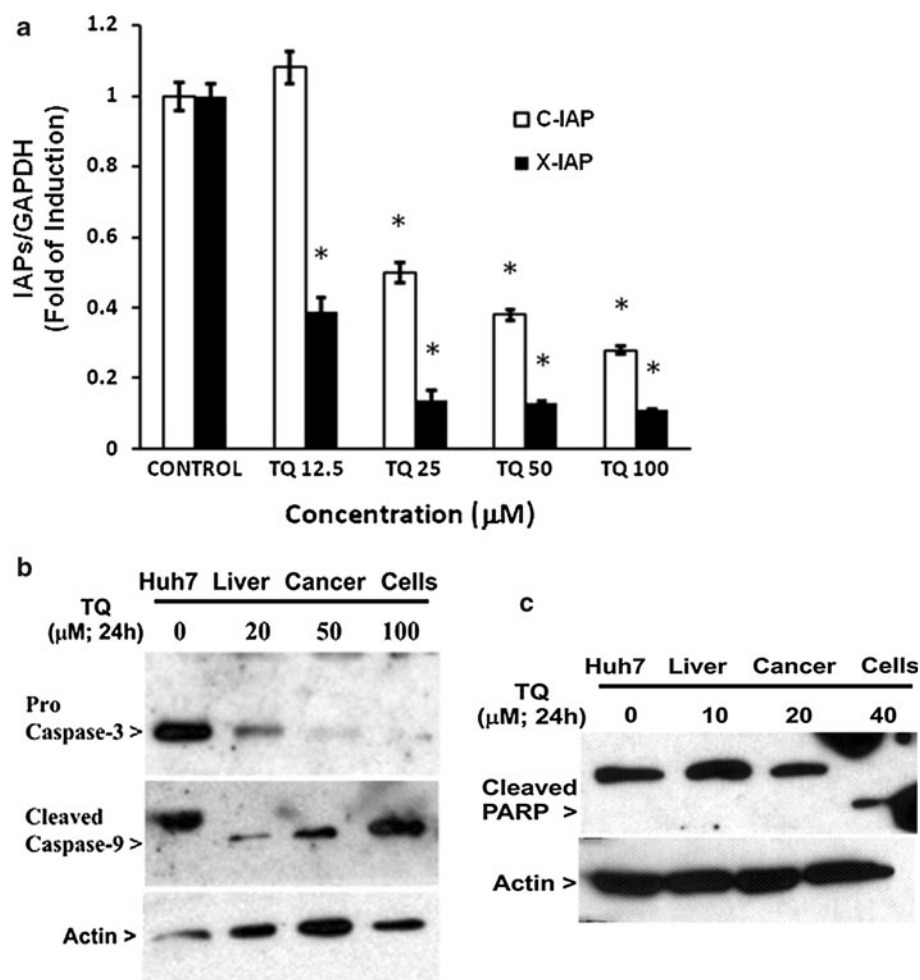 a
1.2
1
0.8
0.6
0.4
0.2
0
IAPs/GAPDH
(Fold of Induction)
C-IAP
X-IAP
*
*
*
*
*
*
*
CONTROL TQ 12.5 TQ 25 TQ 50 TQ 100
Concentration (µM)
b
Huh7 Liver Cancer Cells
TQ
(µM; 24h) 0 20 50 100
Pro
Caspase-3 >
Cleaved
Caspase-9 >
Actin >
c
Huh7 Liver Cancer Cells
TQ
(µM; 24h) 0 10 20 40
Cleaved
PARP >
Actin >